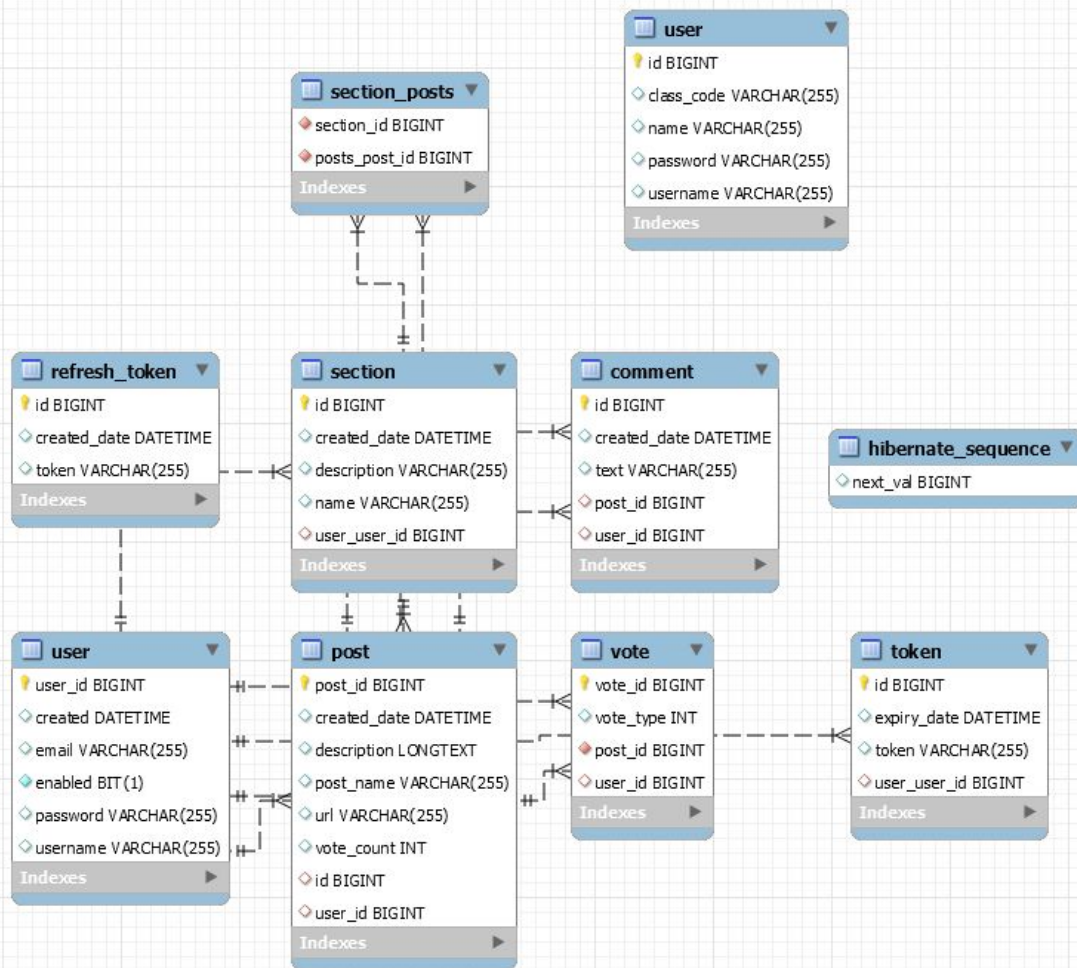 user
id BIGINT
class_code VARCHAR(255)
name VARCHAR(255)
password VARCHAR(255)
username VARCHAR(255)
Indexes
section_posts
section_id BIGINT
posts_post_id BIGINT
Indexes
refresh_token
id BIGINT
created_date DATETIME
token VARCHAR(255)
Indexes
section
id BIGINT
created_date DATETIME
description VARCHAR(255)
name VARCHAR(255)
user_user_id BIGINT
Indexes
comment
id BIGINT
created_date DATETIME
text VARCHAR(255)
post_id BIGINT
user_id BIGINT
Indexes
hibernate_sequence
next_val BIGINT
user
user_id BIGINT
created DATETIME
email VARCHAR(255)
enabled BIT(1)
password VARCHAR(255)
username VARCHAR(255)
Indexes
post
post_id BIGINT
created_date DATETIME
description LONGTEXT
post_name VARCHAR(255)
url VARCHAR(255)
vote_count INT
id BIGINT
user_id BIGINT
Indexes
vote
vote_id BIGINT
vote_type INT
post_id BIGINT
user_id BIGINT
Indexes
token
id BIGINT
expiry_date DATETIME
token VARCHAR(255)
user_user_id BIGINT
Indexes